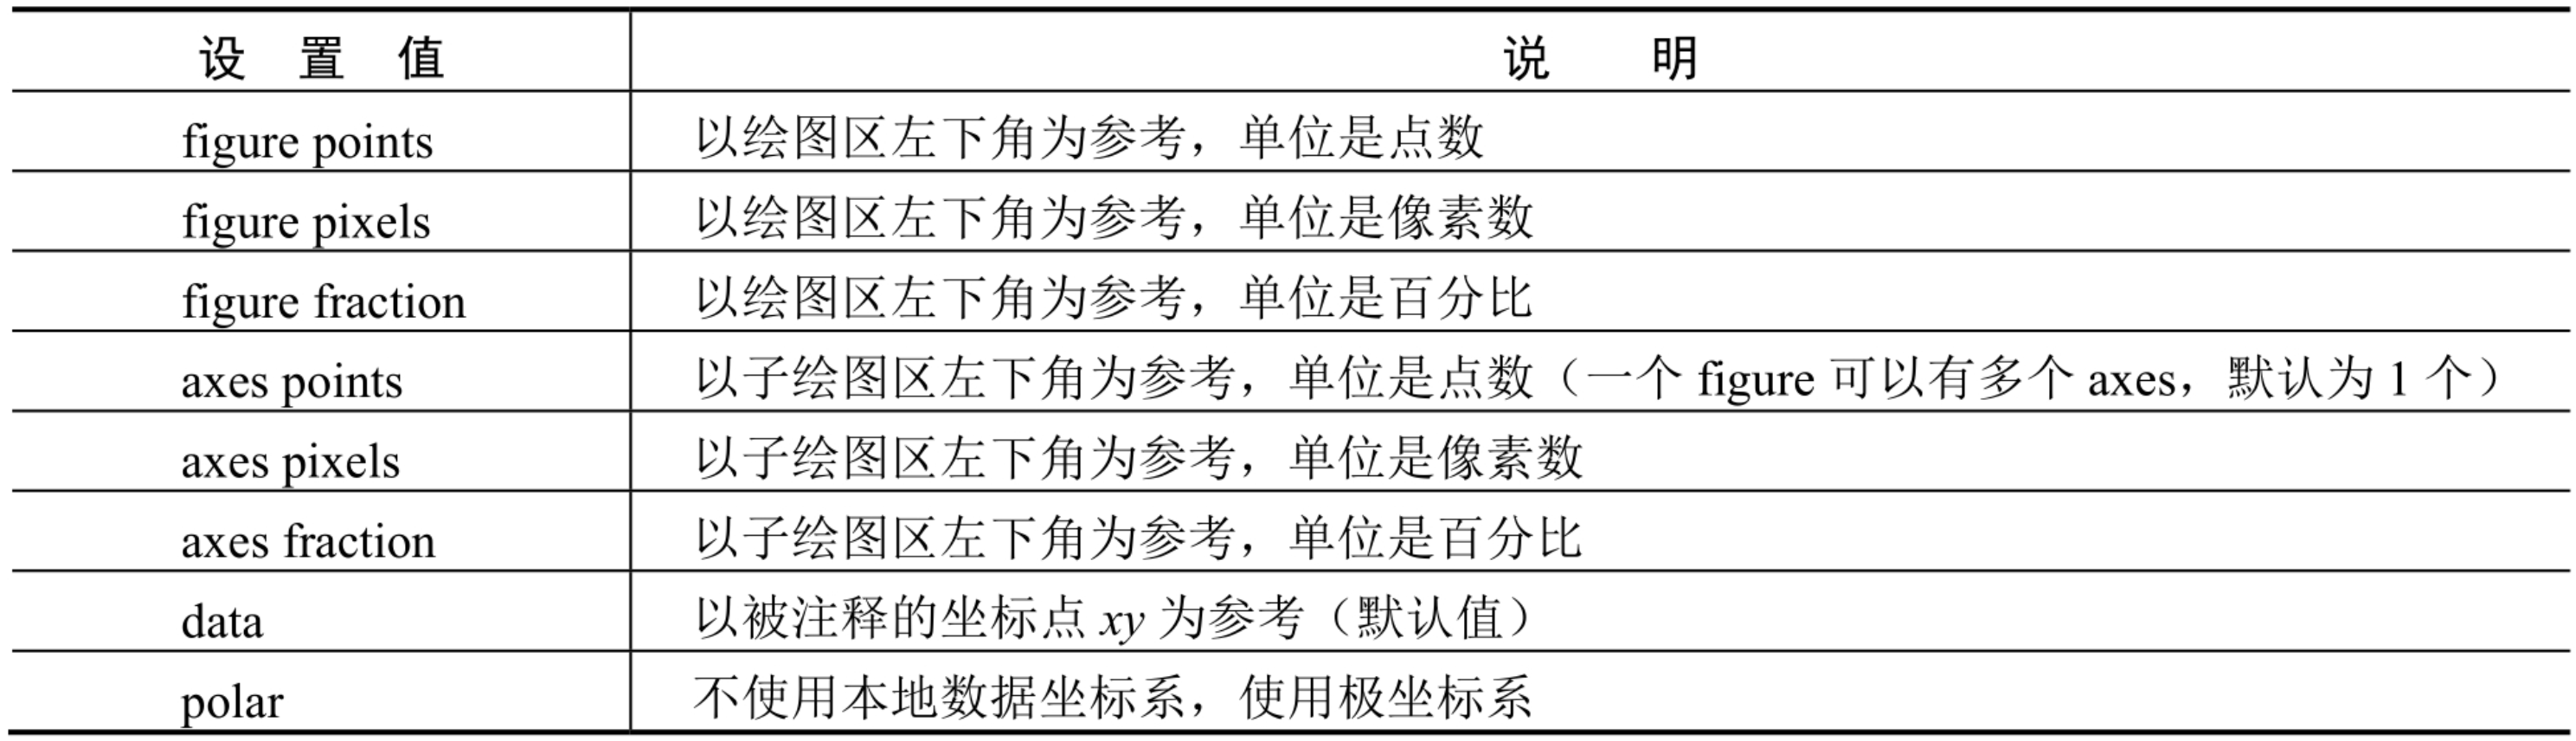 设置值 说明
figure points 以绘图区左下角为参考，单位是点数
figure pixels 以绘图区左下角为参考，单位是像素数
figure fraction 以绘图区左下角为参考，单位是百分比
axes points 以子绘图区左下角为参考，单位是点数（一个 figure 可以有多个 axes，默认为 1 个）
axes pixels 以子绘图区左下角为参考，单位是像素数
axes fraction 以子绘图区左下角为参考，单位是百分比
data 以被注释的坐标点 xy 为参考（默认值）
polar 不使用本地数据坐标系，使用极坐标系